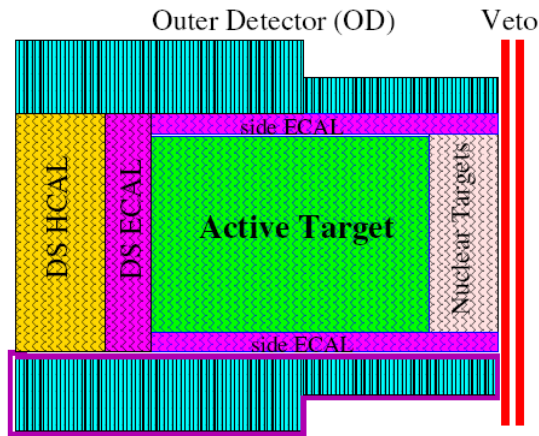 Outer Detector (OD)
Veto
side ECAL
DS HCAL
DS ECAL
Active Target
Nuclear Targets
side ECAL